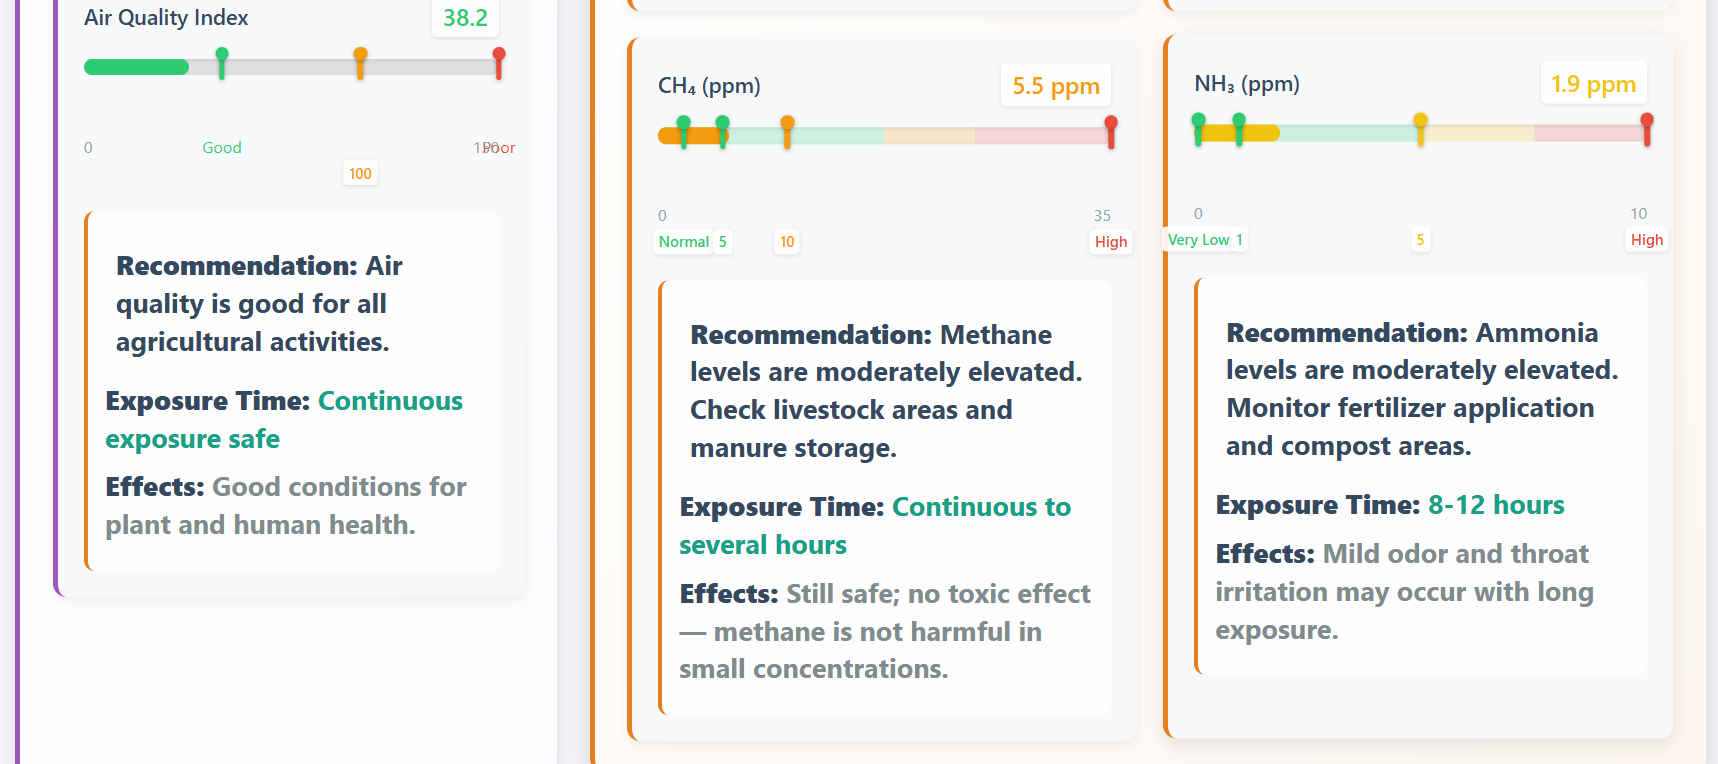 Air Quality Index
38.2
0
Good
150
Poor
100
Recommendation: Air
quality is good for all
agricultural activities.
Exposure Time: Continuous
exposure safe
Effects: Good conditions for
plant and human health.
CH₄ (ppm)
5.5 ppm
0
35
Normal
5
10
High
Recommendation: Methane
levels are moderately elevated.
Check livestock areas and
manure storage.
Exposure Time: Continuous to
several hours
Effects: Still safe; no toxic effect
— methane is not harmful in
small concentrations.
NH₃ (ppm)
1.9 ppm
0
10
Very Low
1
5
High
Recommendation: Ammonia
levels are moderately elevated.
Monitor fertilizer application
and compost areas.
Exposure Time: 8-12 hours
Effects: Mild odor and throat
irritation may occur with long
exposure.